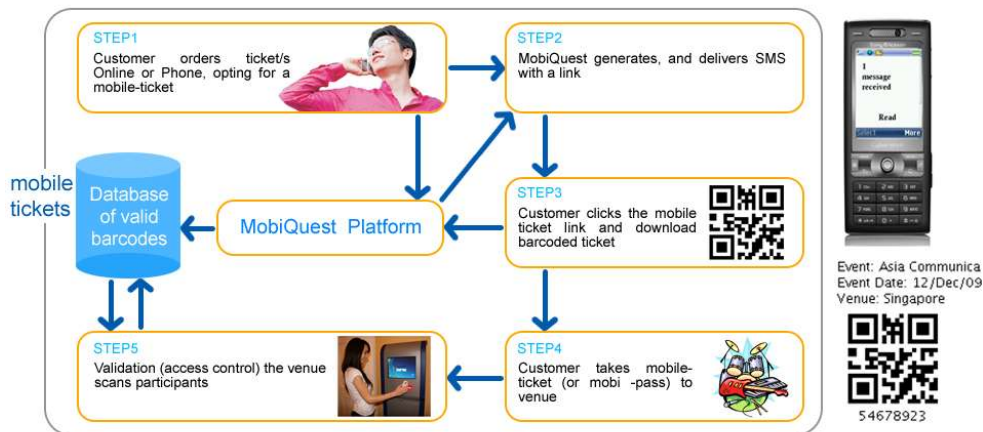 STEP1
Customer orders ticket/s
Online or Phone, opting for a
mobile-ticket
STEP2
MobiQuest generates, and delivers SMS
with a link
mobile
tickets
Database
of valid
barcodes
MobiQuest Platform
STEP3
Customer clicks the mobile
ticket link and download
barcoded ticket
STEP5
Validation (access control) the venue
scans participants
STEP4
Customer takes mobile-
ticket (or mobi -pass) to
venue
Sony Ericsson
1
message
received
Read
Select More
Event: Asia Communica
Event Date: 12/Dec/09
Venue: Singapore
54678923